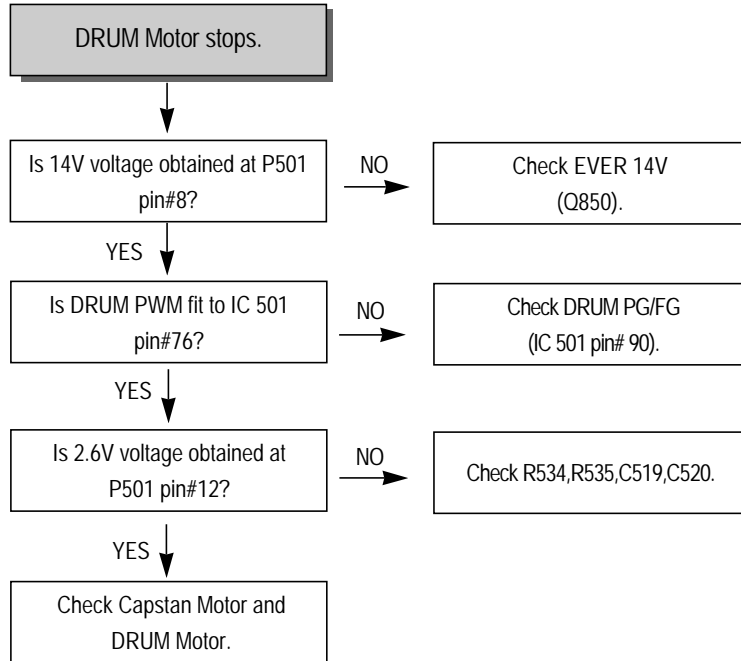 DRUM Motor stops.
Is 14V voltage obtained at P501
pin#8?
NO
Check EVER 14V
(Q850).
YES
Is DRUM PWM fit to IC 501
pin#76?
NO
Check DRUM PG/FG
(IC 501 pin# 90).
YES
Is 2.6V voltage obtained at
P501 pin#12?
NO
Check R534,R535,C519,C520.
YES
Check Capstan Motor and
DRUM Motor.